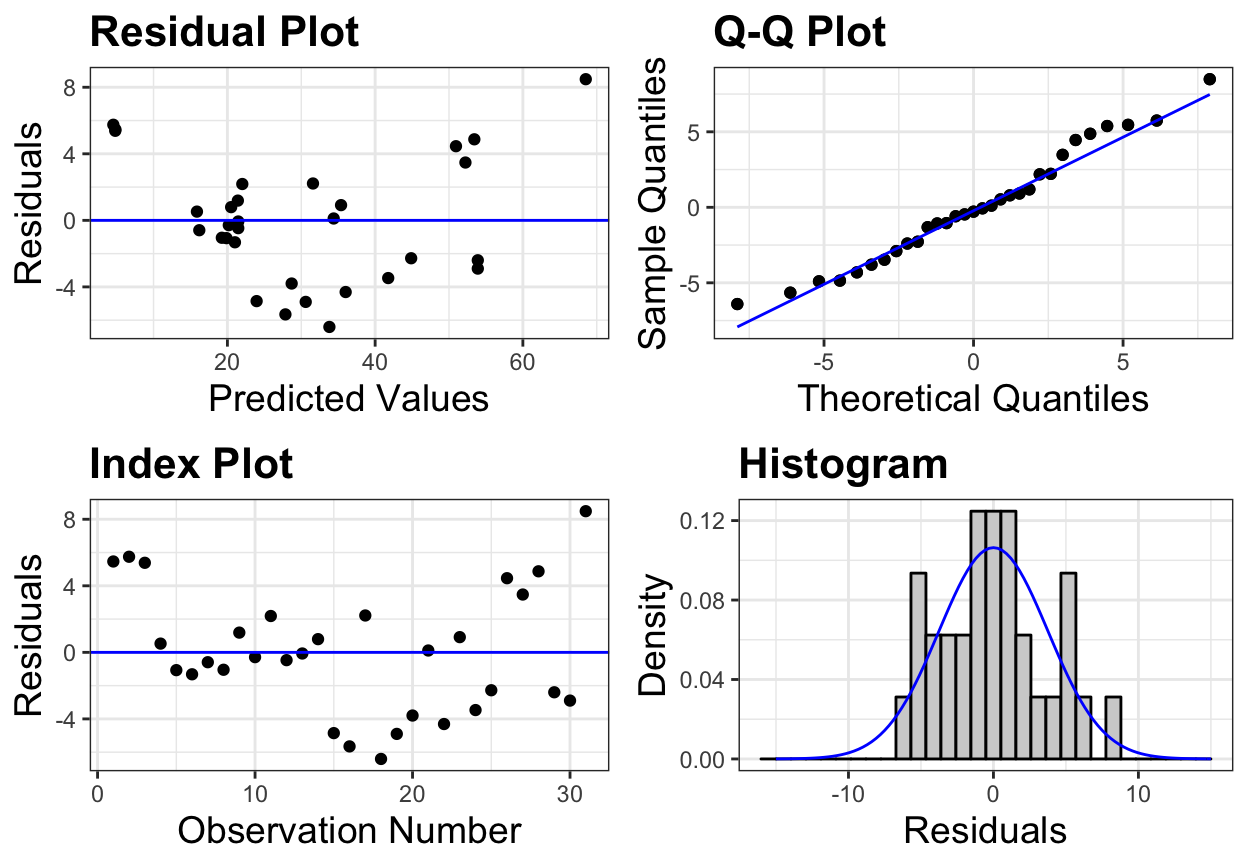 Residual Plot
Residuals
8
4
0
-4
20 40 60
Predicted Values
Q-Q Plot
Sample Quantiles
5
0
-5
-5 0 5
Theoretical Quantiles
Index Plot
Residuals
8
4
0
-4
0 10 20 30
Observation Number
Histogram
Density
0.12
0.08
0.04
0.00
-10 0 10
Residuals